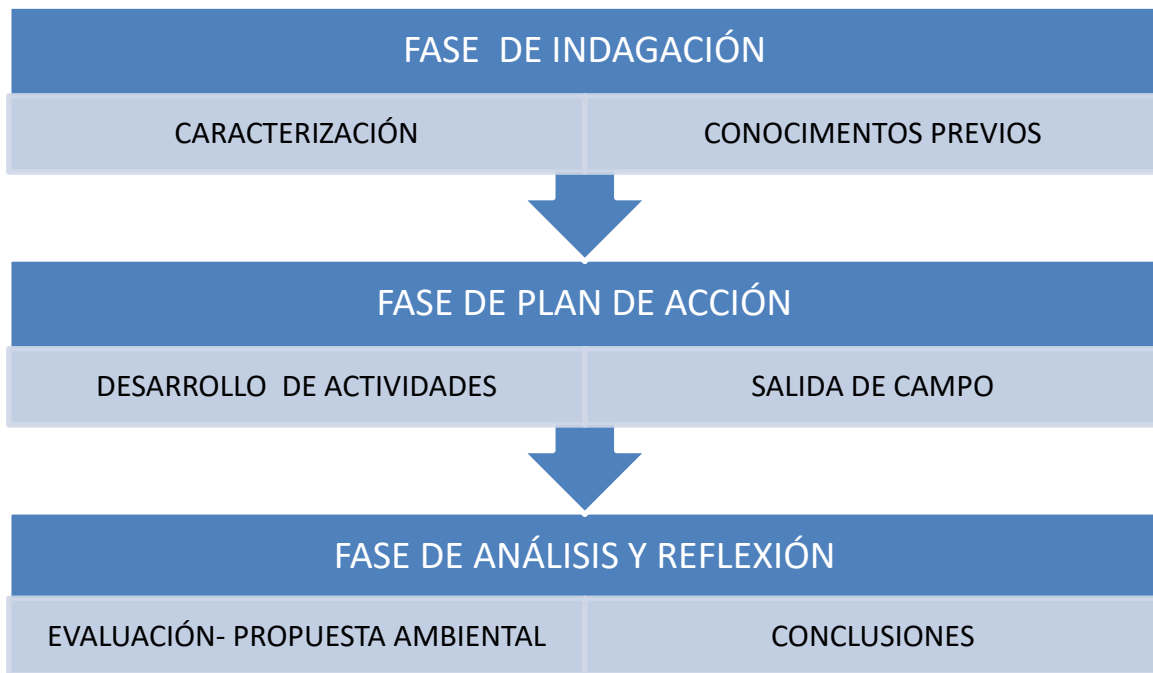 FASE DE INDAGACIÓN
CARACTERIZACIÓN
CONOCIMENTOS PREVIOS
FASE DE PLAN DE ACCIÓN
DESARROLLO DE ACTIVIDADES
SALIDA DE CAMPO
FASE DE ANÁLISIS Y REFLEXIÓN
EVALUACIÓN- PROPUESTA AMBIENTAL
CONCLUSIONES